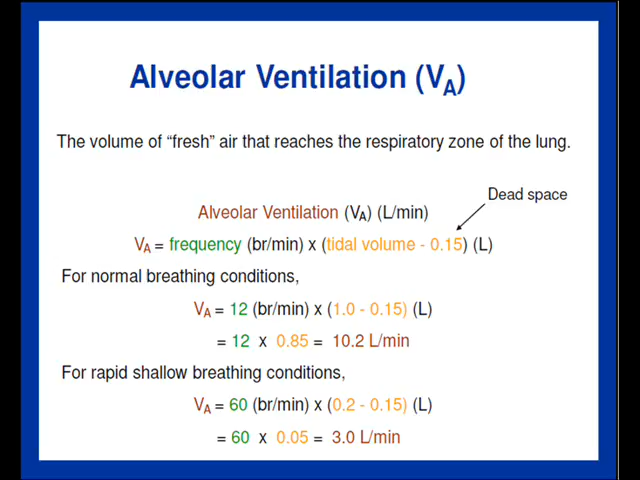 Alveolar Ventilation (VA)
The volume of “fresh” air that reaches the respiratory zone of the lung.
Dead space
Alveolar Ventilation (VA) (L/min)
VA = frequency (br/min) x (tidal volume - 0.15) (L)
For normal breathing conditions,
VA = 12 (br/min) x (1.0 - 0.15) (L)
= 12 x 0.85 = 10.2 L/min
For rapid shallow breathing conditions,
VA = 60 (br/min) x (0.2 - 0.15) (L)
= 60 x 0.05 = 3.0 L/min